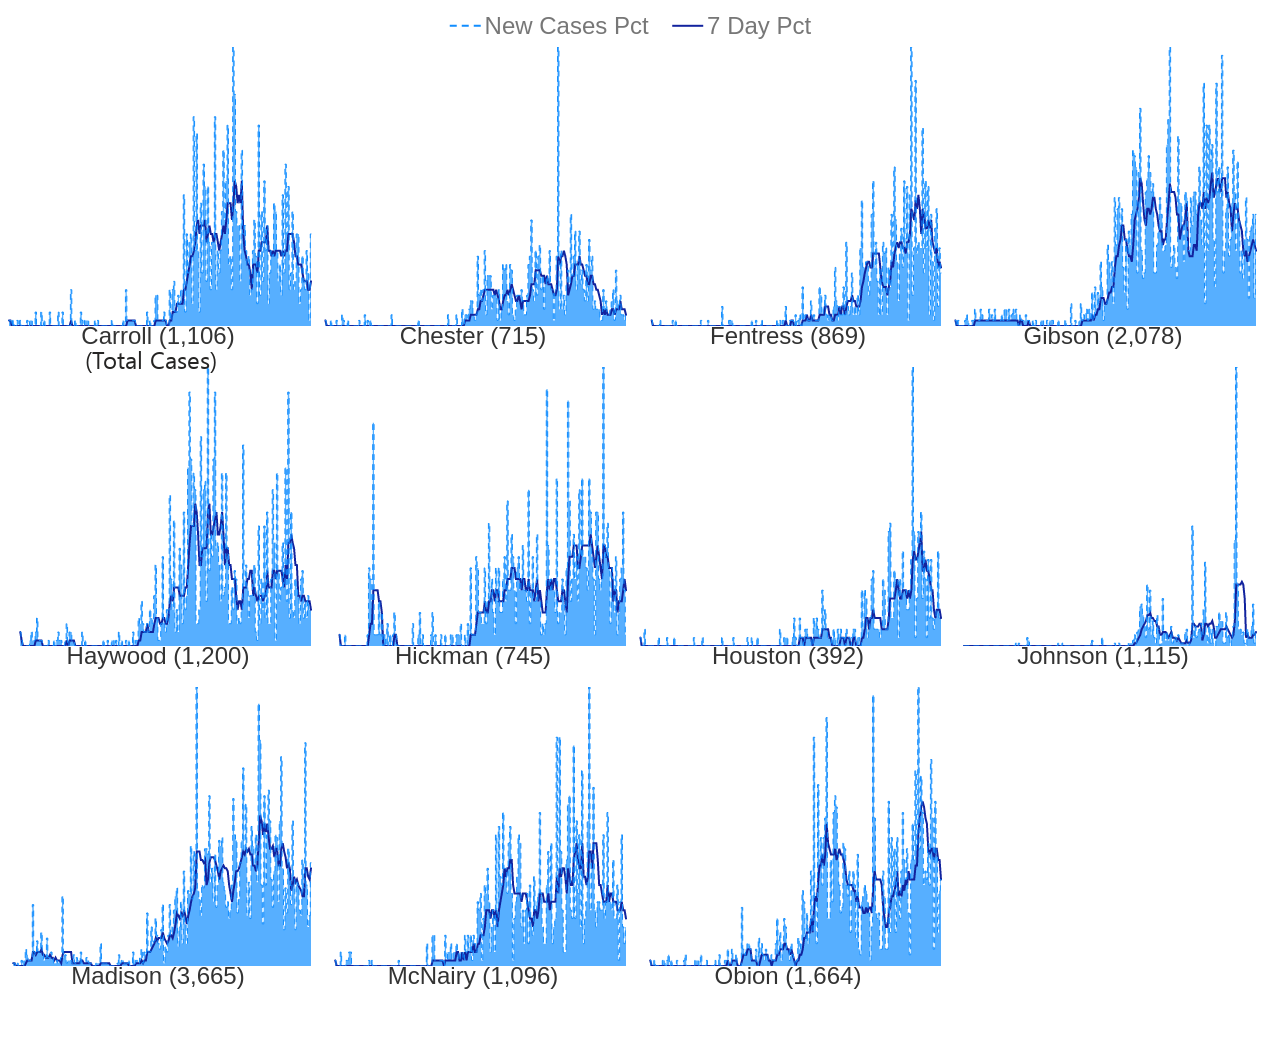 New Cases Pct 7 Day Pct
Carroll (1,106) Chester (715) Fentress (869) Gibson (2,078)
(Total Cases)
Haywood (1,200) Hickman (745) Houston (392) Johnson (1,115)
Madison (3,665) McNairy (1,096) Obion (1,664)